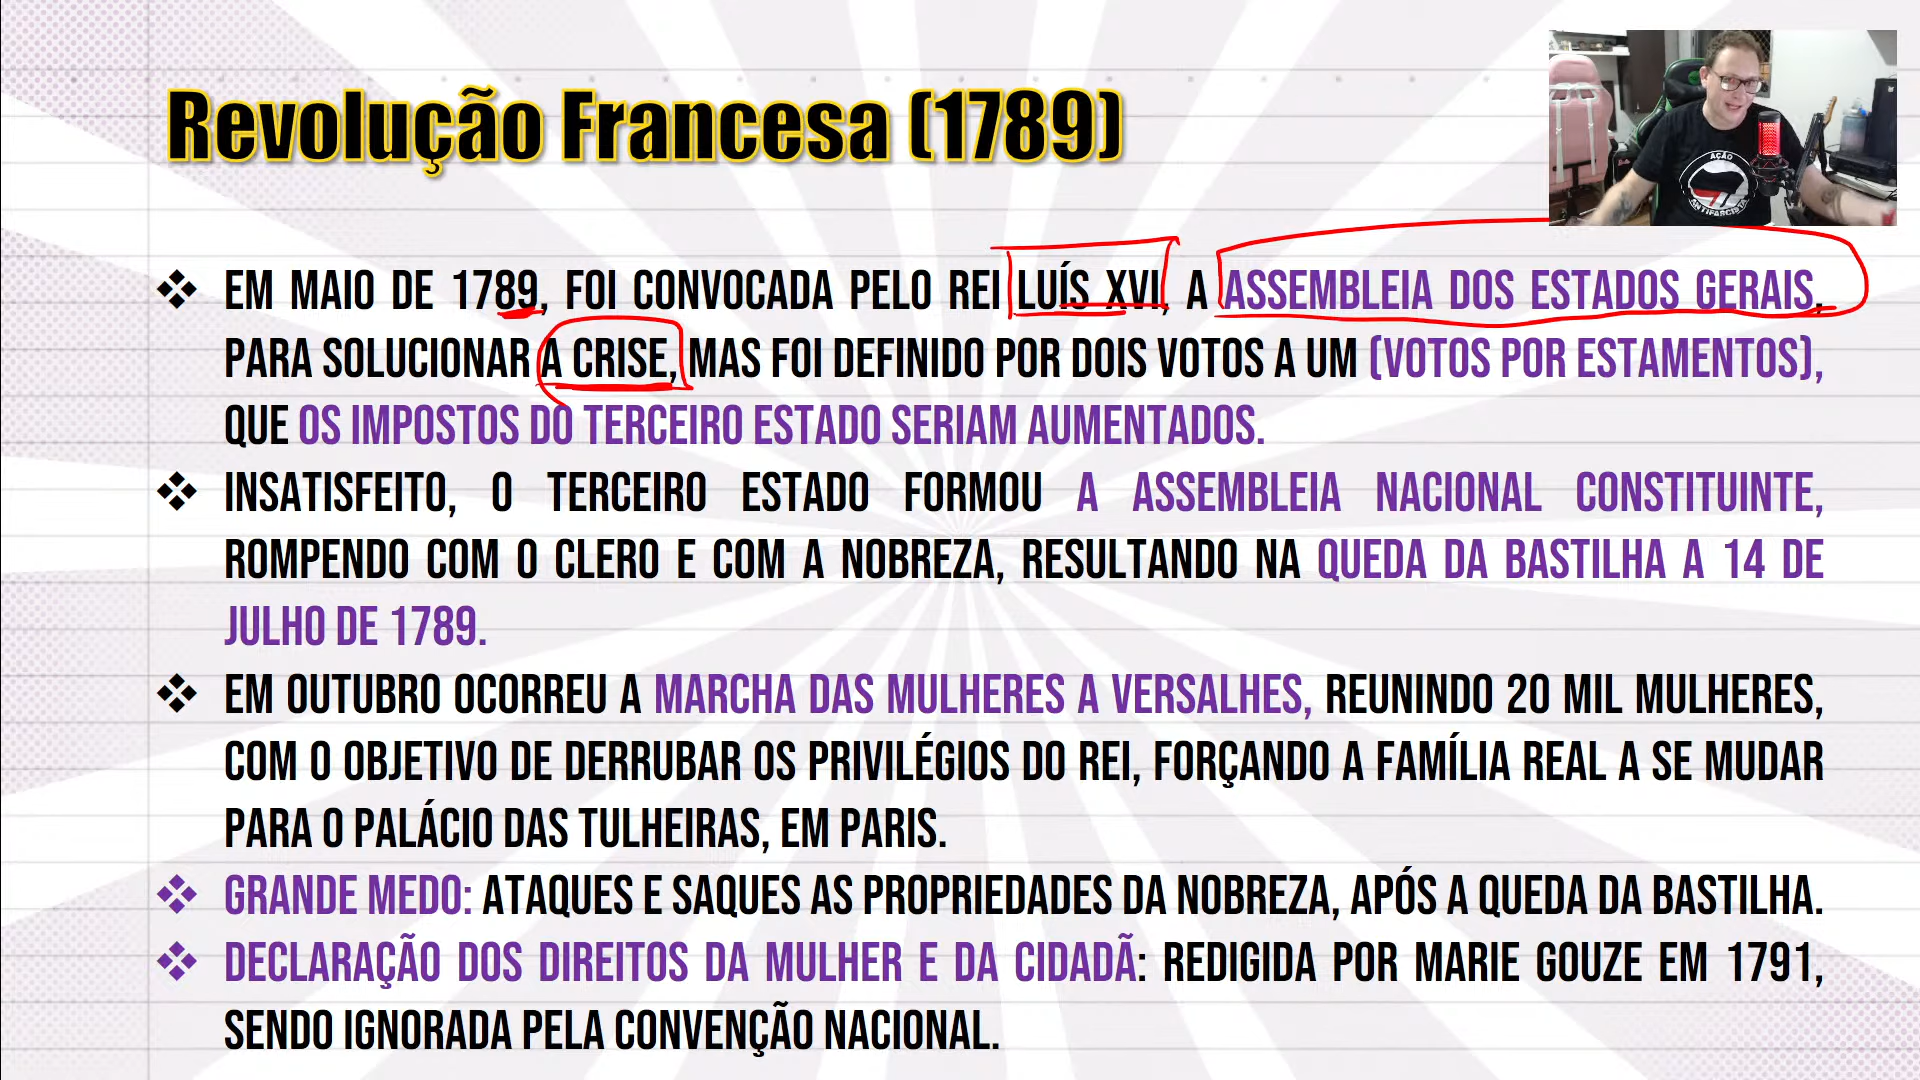 Revolução Francesa (1789)
AÇÃO
ANTIFASCISTA
EM MAIO DE 1789, FOI CONVOCADA PELO REI LUÍS XVI, A ASSEMBLEIA DOS ESTADOS GERAIS,
PARA SOLUCIONAR A CRISE, MAS FOI DEFINIDO POR DOIS VOTOS A UM (VOTOS POR ESTAMENTOS),
QUE OS IMPOSTOS DO TERCEIRO ESTADO SERIAM AUMENTADOS.
INSATISFEITO, O TERCEIRO ESTADO FORMOU A ASSEMBLEIA NACIONAL CONSTITUINTE,
ROMPENDO COM O CLERO E COM A NOBREZA, RESULTANDO NA QUEDA DA BASTILHA A 14 DE
JULHO DE 1789.
EM OUTUBRO OCORREU A MARCHA DAS MULHERES A VERSALHES, REUNINDO 20 MIL MULHERES,
COM O OBJETIVO DE DERRUBAR OS PRIVILÉGIOS DO REI, FORÇANDO A FAMÍLIA REAL A SE MUDAR
PARA O PALÁCIO DAS TULHEIRAS, EM PARIS.
GRANDE MEDO: ATAQUES E SAQUES AS PROPRIEDADES DA NOBREZA, APÓS A QUEDA DA BASTILHA.
DECLARAÇÃO DOS DIREITOS DA MULHER E DA CIDADÃ: REDIGIDA POR MARIE GOUZE EM 1791,
SENDO IGNORADA PELA CONVENÇÃO NACIONAL.